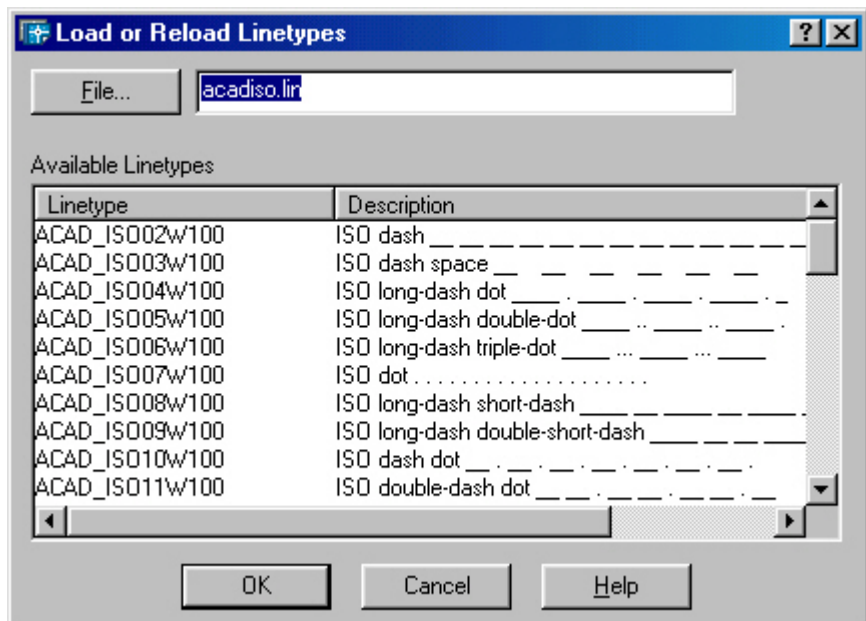 Load or Reload Linetypes
File... acadiso.lin
Available Linetypes
Linetype Description
ACAD_ISO02W100 ISO dash __ __ __ __ __ __ __ __ __ __ __ __ __
ACAD_ISO03W100 ISO dash space __ __ __ __ __ __
ACAD_ISO04W100 ISO long-dash dot ____ . ____ . ____ . ____ . _
ACAD_ISO05W100 ISO long-dash double-dot ____ .. ____ .. ____ .
ACAD_ISO06W100 ISO long-dash triple-dot ____ ... ____ ... ____
ACAD_ISO07W100 ISO dot . . . . . . . . . . . . . . . . . . . .
ACAD_ISO08W100 ISO long-dash short-dash ____ __ ____ __ ____ _
ACAD_ISO09W100 ISO long-dash double-short-dash ____ __ __ ____
ACAD_ISO10W100 ISO dash dot __ . __ . __ . __ . __ . __ . __ .
ACAD_ISO11W100 ISO double-dash dot __ __ . __ __ . __ __ . __
OK Cancel Help